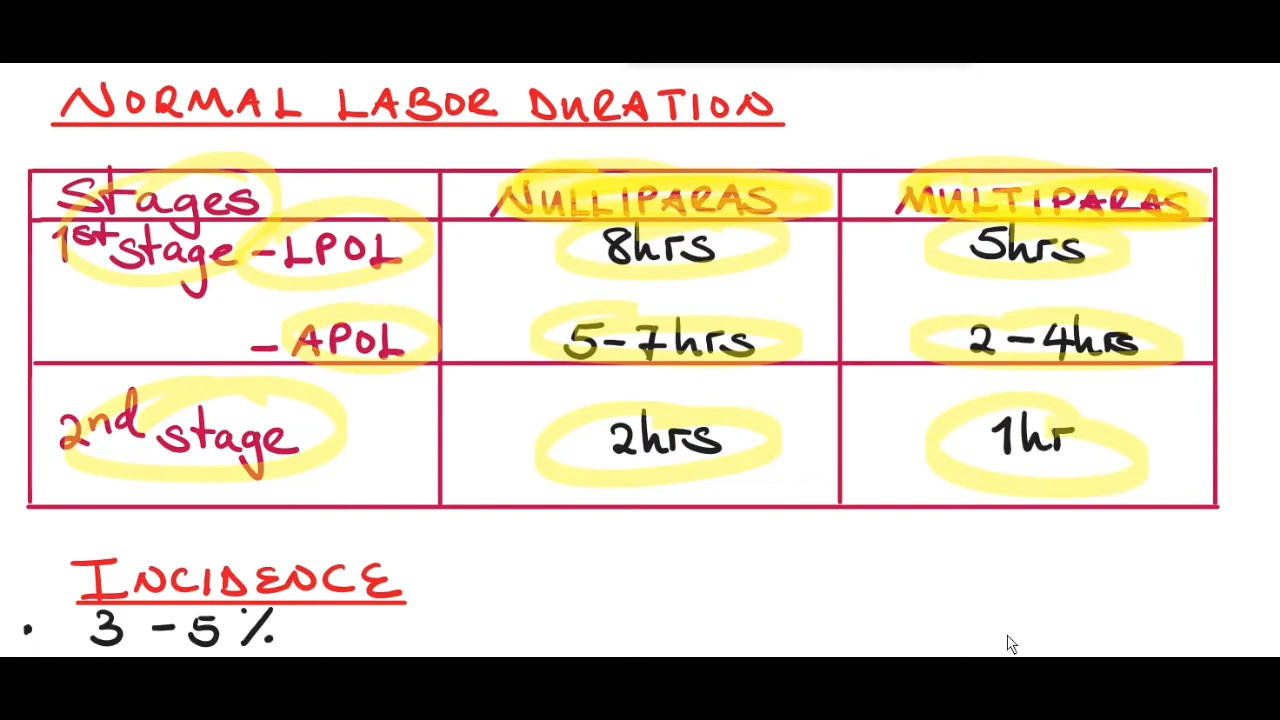 NORMAL LABOR DURATION
Stages NULLIPARAS MULTIPARAS
1st stage - LPOL 8hrs 5hrs
- APOL 5-7hrs 2-4hrs
2nd stage 2hrs 1hr
INCIDENCE
• 3-5%